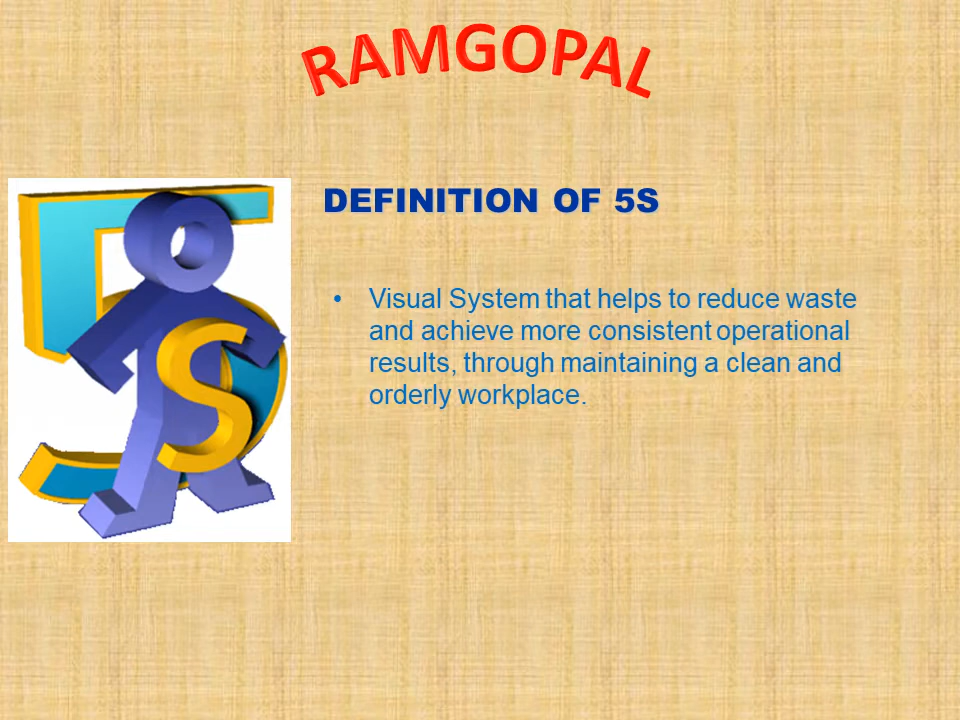 RAMGOPAL
DEFINITION OF 5S
5S
• Visual System that helps to reduce waste
and achieve more consistent operational
results, through maintaining a clean and
orderly workplace.